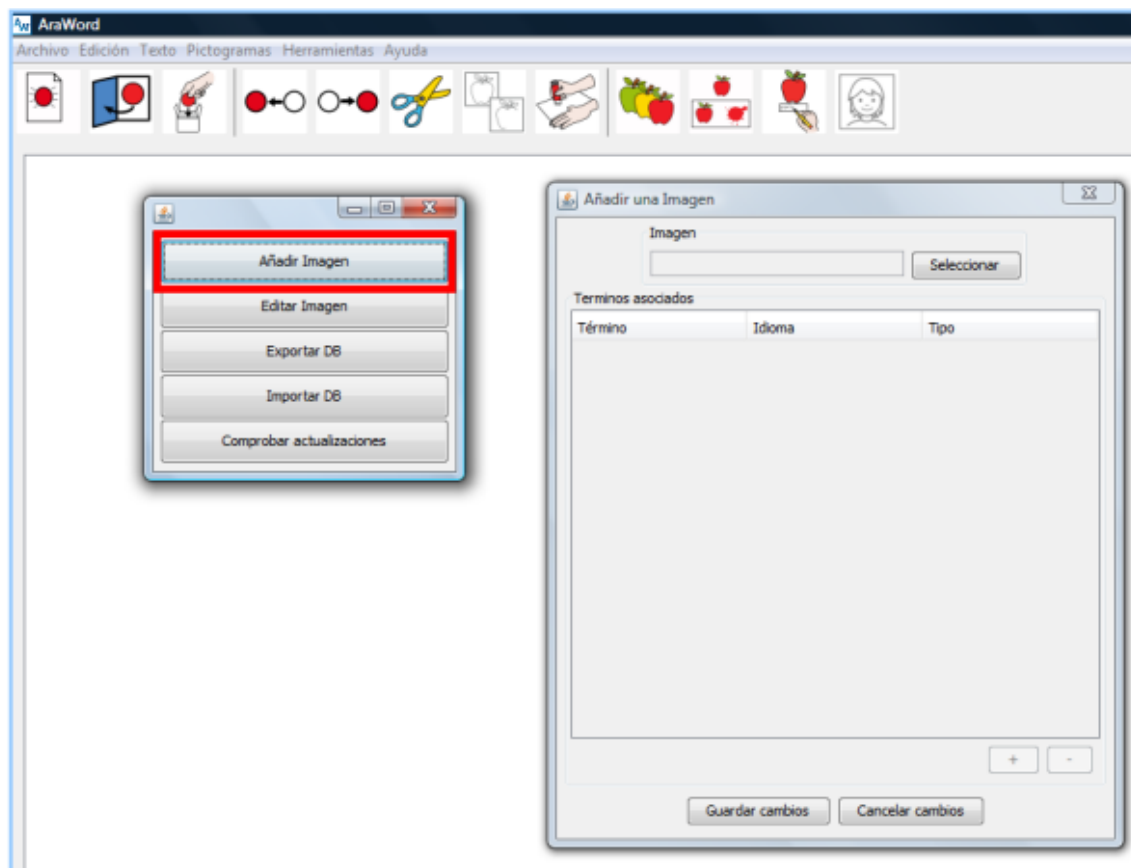 AraWord
Archivo Edición Texto Pictogramas Herramientas Ayuda
Añadir Imagen
Editar Imagen
Exportar DB
Importar DB
Comprobar actualizaciones
Añadir una Imagen
Imagen
Seleccionar
Terminos asociados
Término Idioma Tipo
+ -
Guardar cambios Cancelar cambios